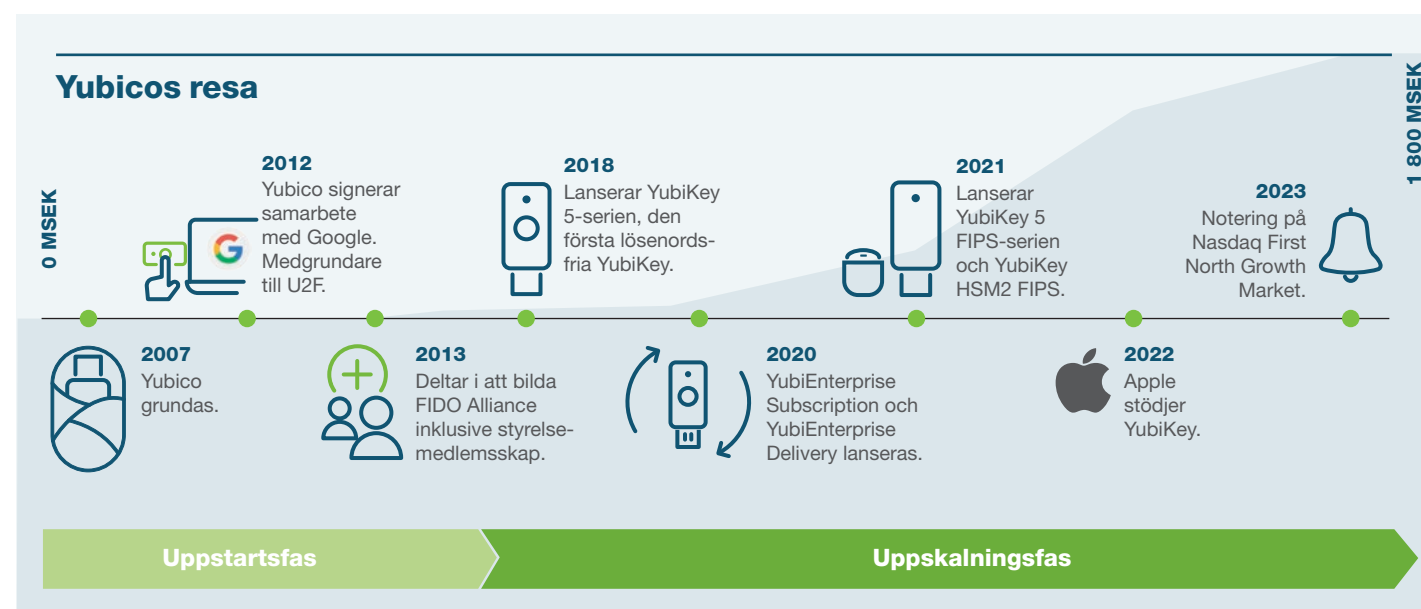 Yubicos resa
0 MSEK
1 800 MSEK
2007
Yubico
grundas.
2012
Yubico signerar
samarbete
med Google.
Medgrundare
till U2F.
2013
Deltar i att bilda
FIDO Alliance
inklusive styrelse-
medlemsskap.
2018
Lanserar YubiKey
5-serien, den
första lösenords-
fria YubiKey.
2020
YubiEnterprise
Subscription och
YubiEnterprise
Delivery lanseras.
2021
Lanserar
YubiKey 5
FIPS-serien
och YubiKey
HSM2 FIPS.
2022
Apple
stödjer
YubiKey.
2023
Notering på
Nasdaq First
North Growth
Market.
Uppstartsfas
Uppskalningsfas